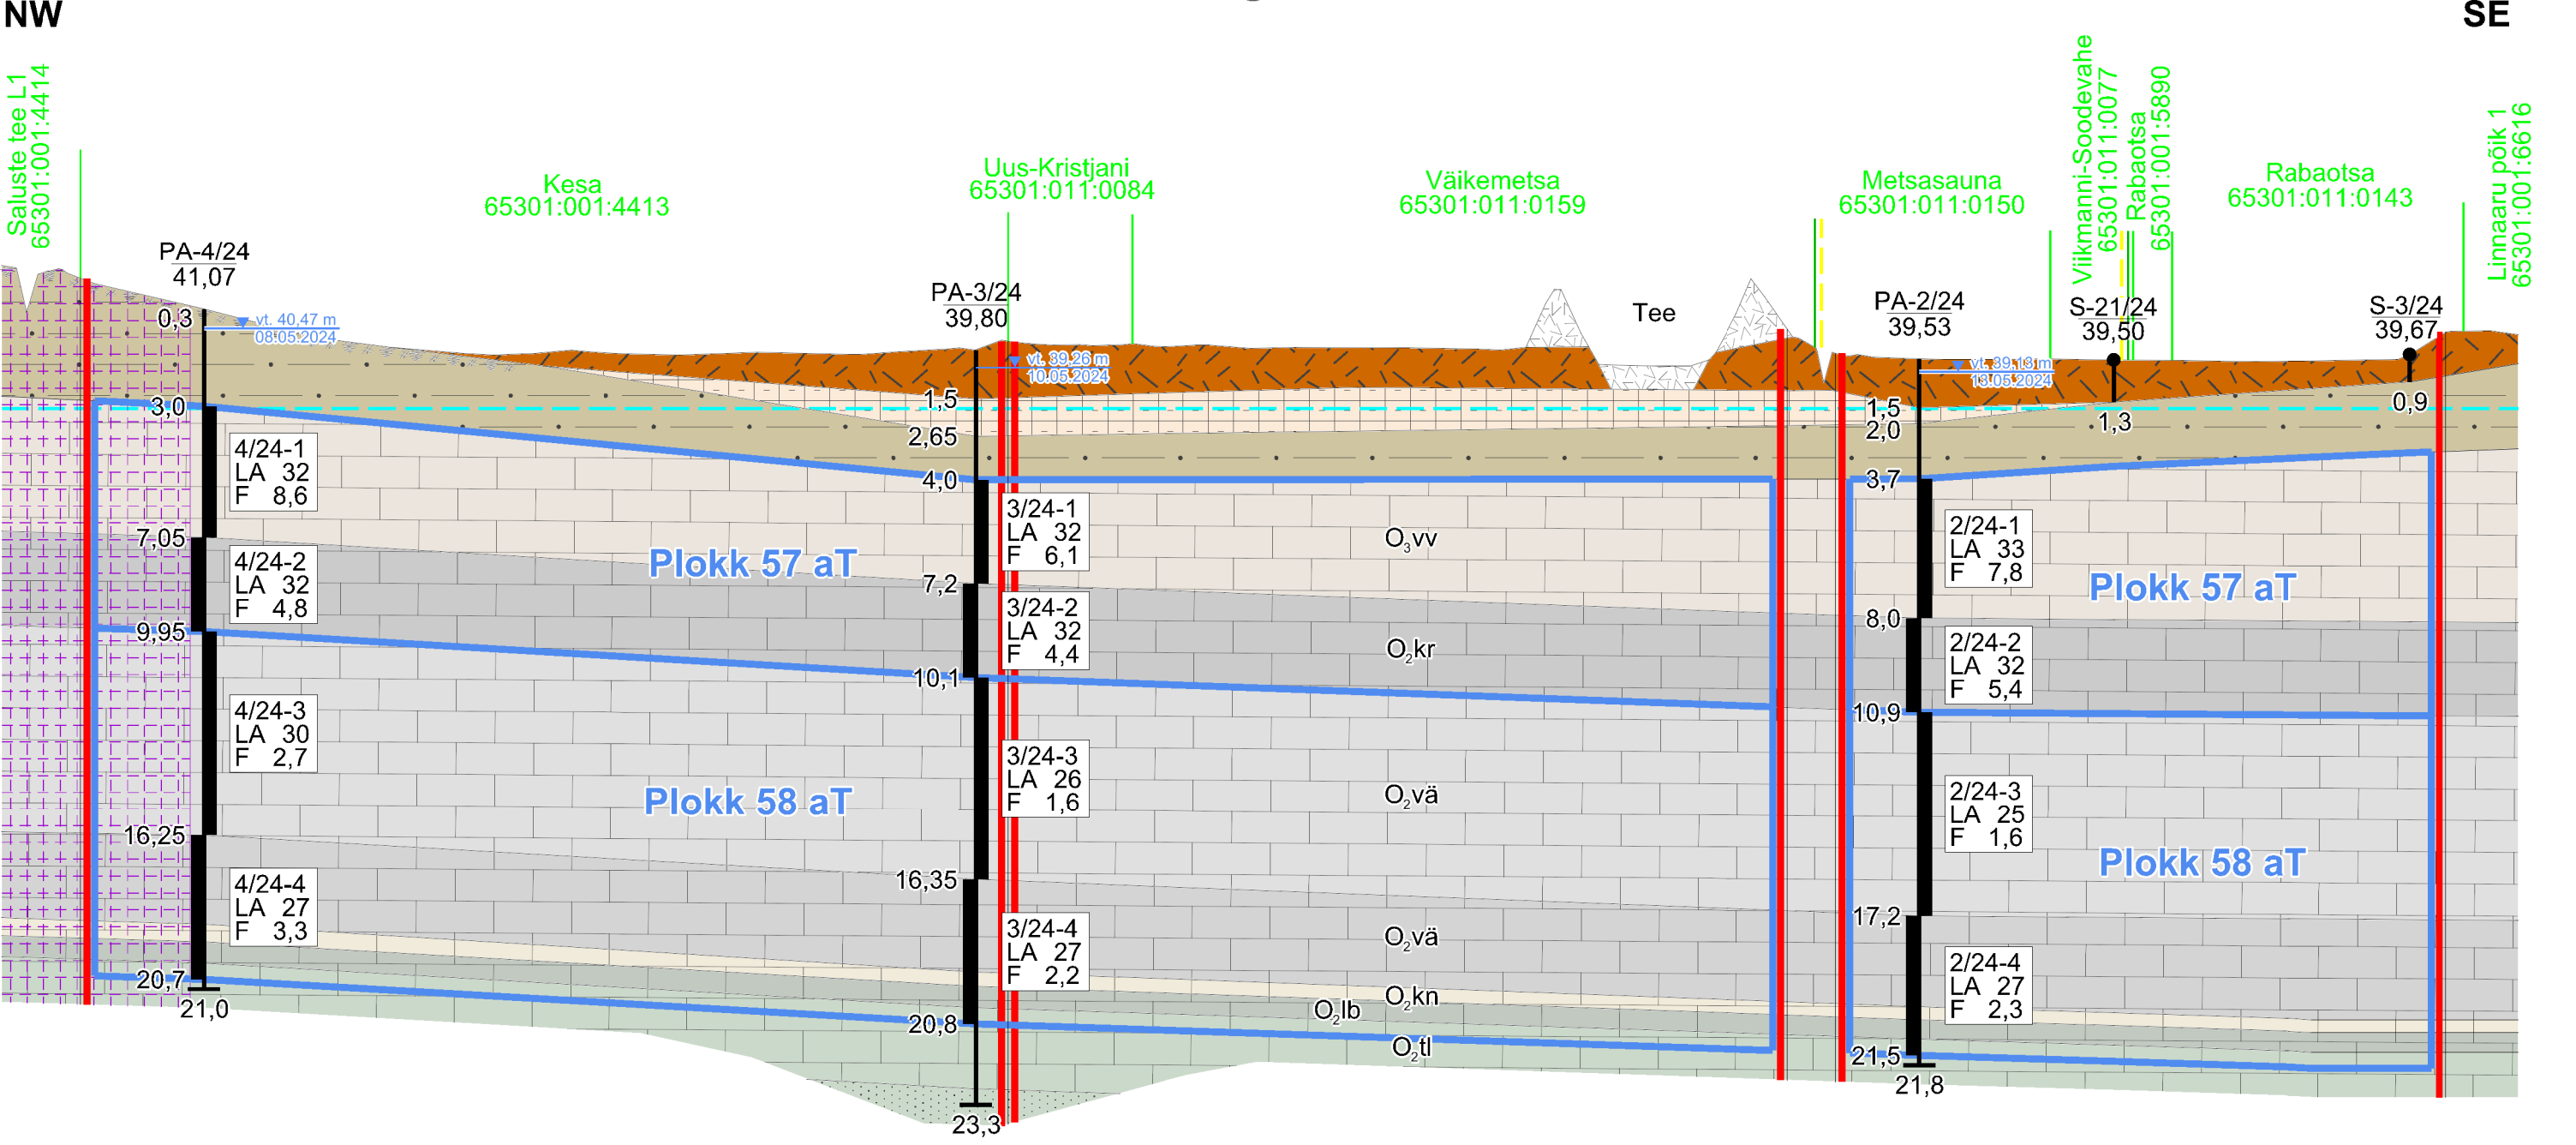 NW
SE
Saluste tee L1
65301:001:4414
Kesa
65301:001:4413
Uus-Kristjani
65301:011:0084
Väikemetsa
65301:011:0159
Metsasauna
65301:011:0150
Viikmanni-Soodevahe
65301:011:0077
Rabaotsa
65301:001:5890
Rabaotsa
65301:011:0143
Linnaaru põik 1
65301:001:6616
PA-4/24
41,07
0,3
vt. 40,47 m
08.05.2024
3,0
4/24-1
LA 32
F 8,6
7,05
4/24-2
LA 32
F 4,8
9,95
4/24-3
LA 30
F 2,7
16,25
4/24-4
LA 27
F 3,3
20,7
21,0
Plokk 57 aT
Plokk 58 aT
PA-3/24
39,80
vt. 39,26 m
10.05.2024
1,5
2,65
4,0
3/24-1
LA 32
F 6,1
7,2
3/24-2
LA 32
F 4,4
10,1
3/24-3
LA 26
F 1,6
16,35
3/24-4
LA 27
F 2,2
20,8
23,3
Tee
O3vv
O2kr
O2vä
O2vä
O2kn
O2lb
O2tl
PA-2/24
39,53
vt. 39,13 m
13.05.2024
1,5
2,0
3,7
2/24-1
LA 33
F 7,8
8,0
2/24-2
LA 32
F 5,4
10,9
2/24-3
LA 25
F 1,6
17,2
2/24-4
LA 27
F 2,3
21,5
21,8
S-21/24
39,50
1,3
S-3/24
39,67
0,9
Plokk 57 aT
Plokk 58 aT